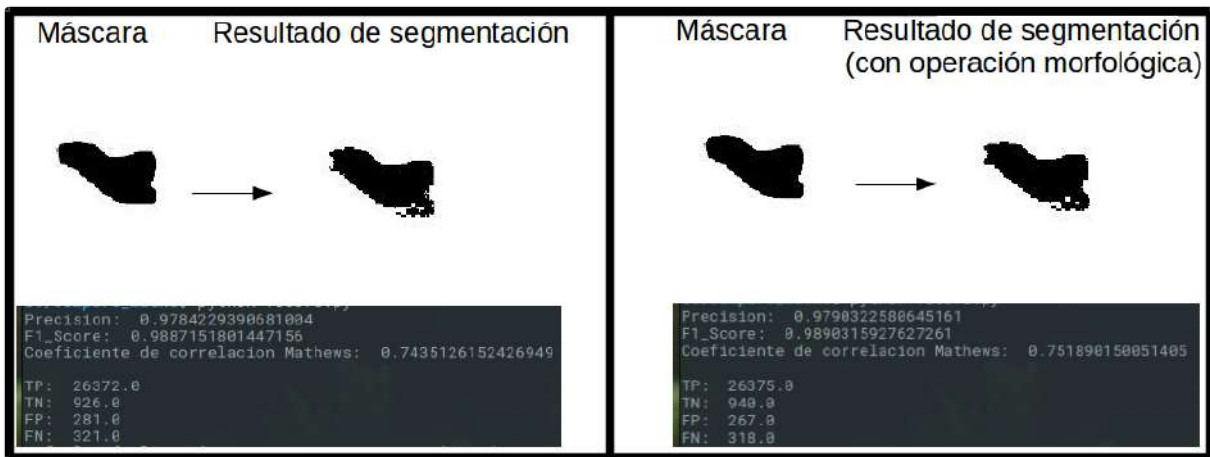 Máscara
Resultado de segmentación
Precision: 0.9784229390681004
F1_Score: 0.9887151801447156
Coeficiente de correlacion Mathews: 0.7435126152426949
TP: 26372.0
TN: 926.0
FP: 281.0
FN: 321.0
Máscara
Resultado de segmentación
(con operación morfológica)
Precision: 0.9790322580645161
F1_Score: 0.9890315927627261
Coeficiente de correlacion Mathews: 0.751890150051405
TP: 26375.0
TN: 940.0
FP: 267.0
FN: 318.0